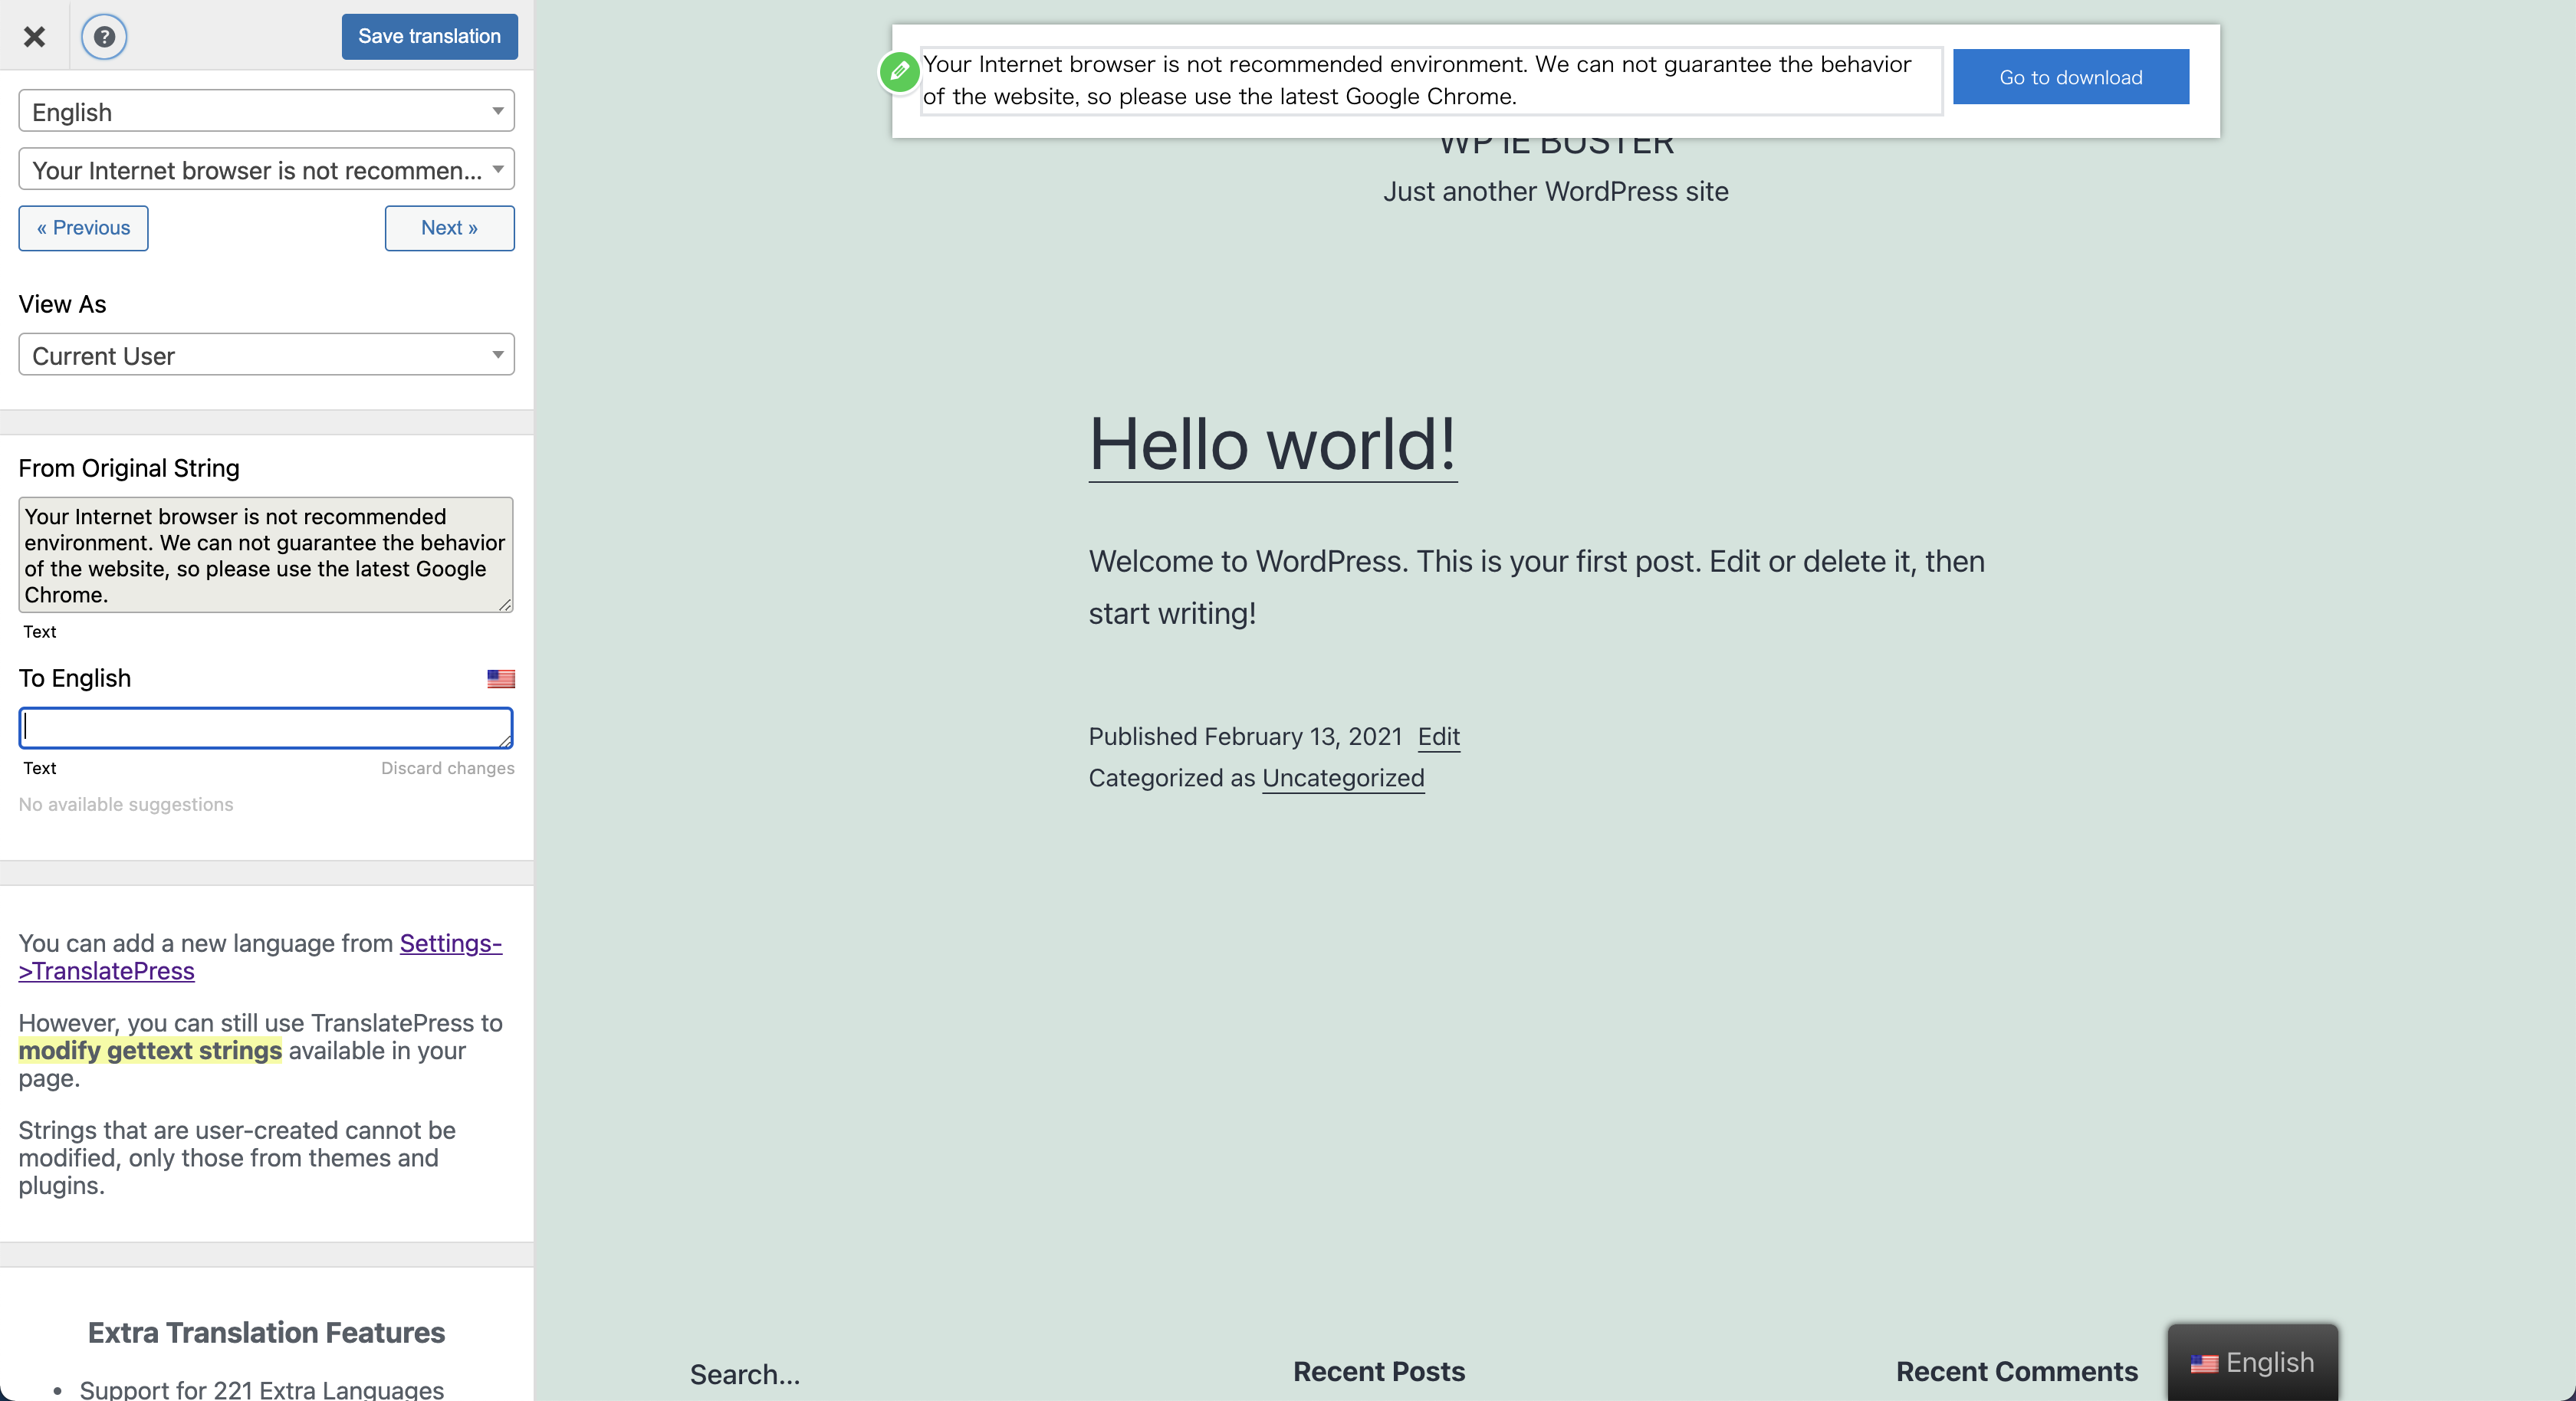 Save translation
English
Your Internet browser is not recommen...
« Previous
Next »
View As
Current User
From Original String
Your Internet browser is not recommended
environment. We can not guarantee the behavior
of the website, so please use the latest Google
Chrome.
Text
To English
Text
Discard changes
No available suggestions
You can add a new language from Settings-
>TranslatePress
However, you can still use TranslatePress to
modify gettext strings available in your
page.
Strings that are user-created cannot be
modified, only those from themes and
plugins.
Extra Translation Features
• Support for 221 Extra Languages
Your Internet browser is not recommended environment. We can not guarantee the behavior
of the website, so please use the latest Google Chrome.
Go to download
WP IE BUSTER
Just another WordPress site
Hello world!
Welcome to WordPress. This is your first post. Edit or delete it, then
start writing!
Published February 13, 2021 Edit
Categorized as Uncategorized
Search...
Recent Posts
Recent Comments
English